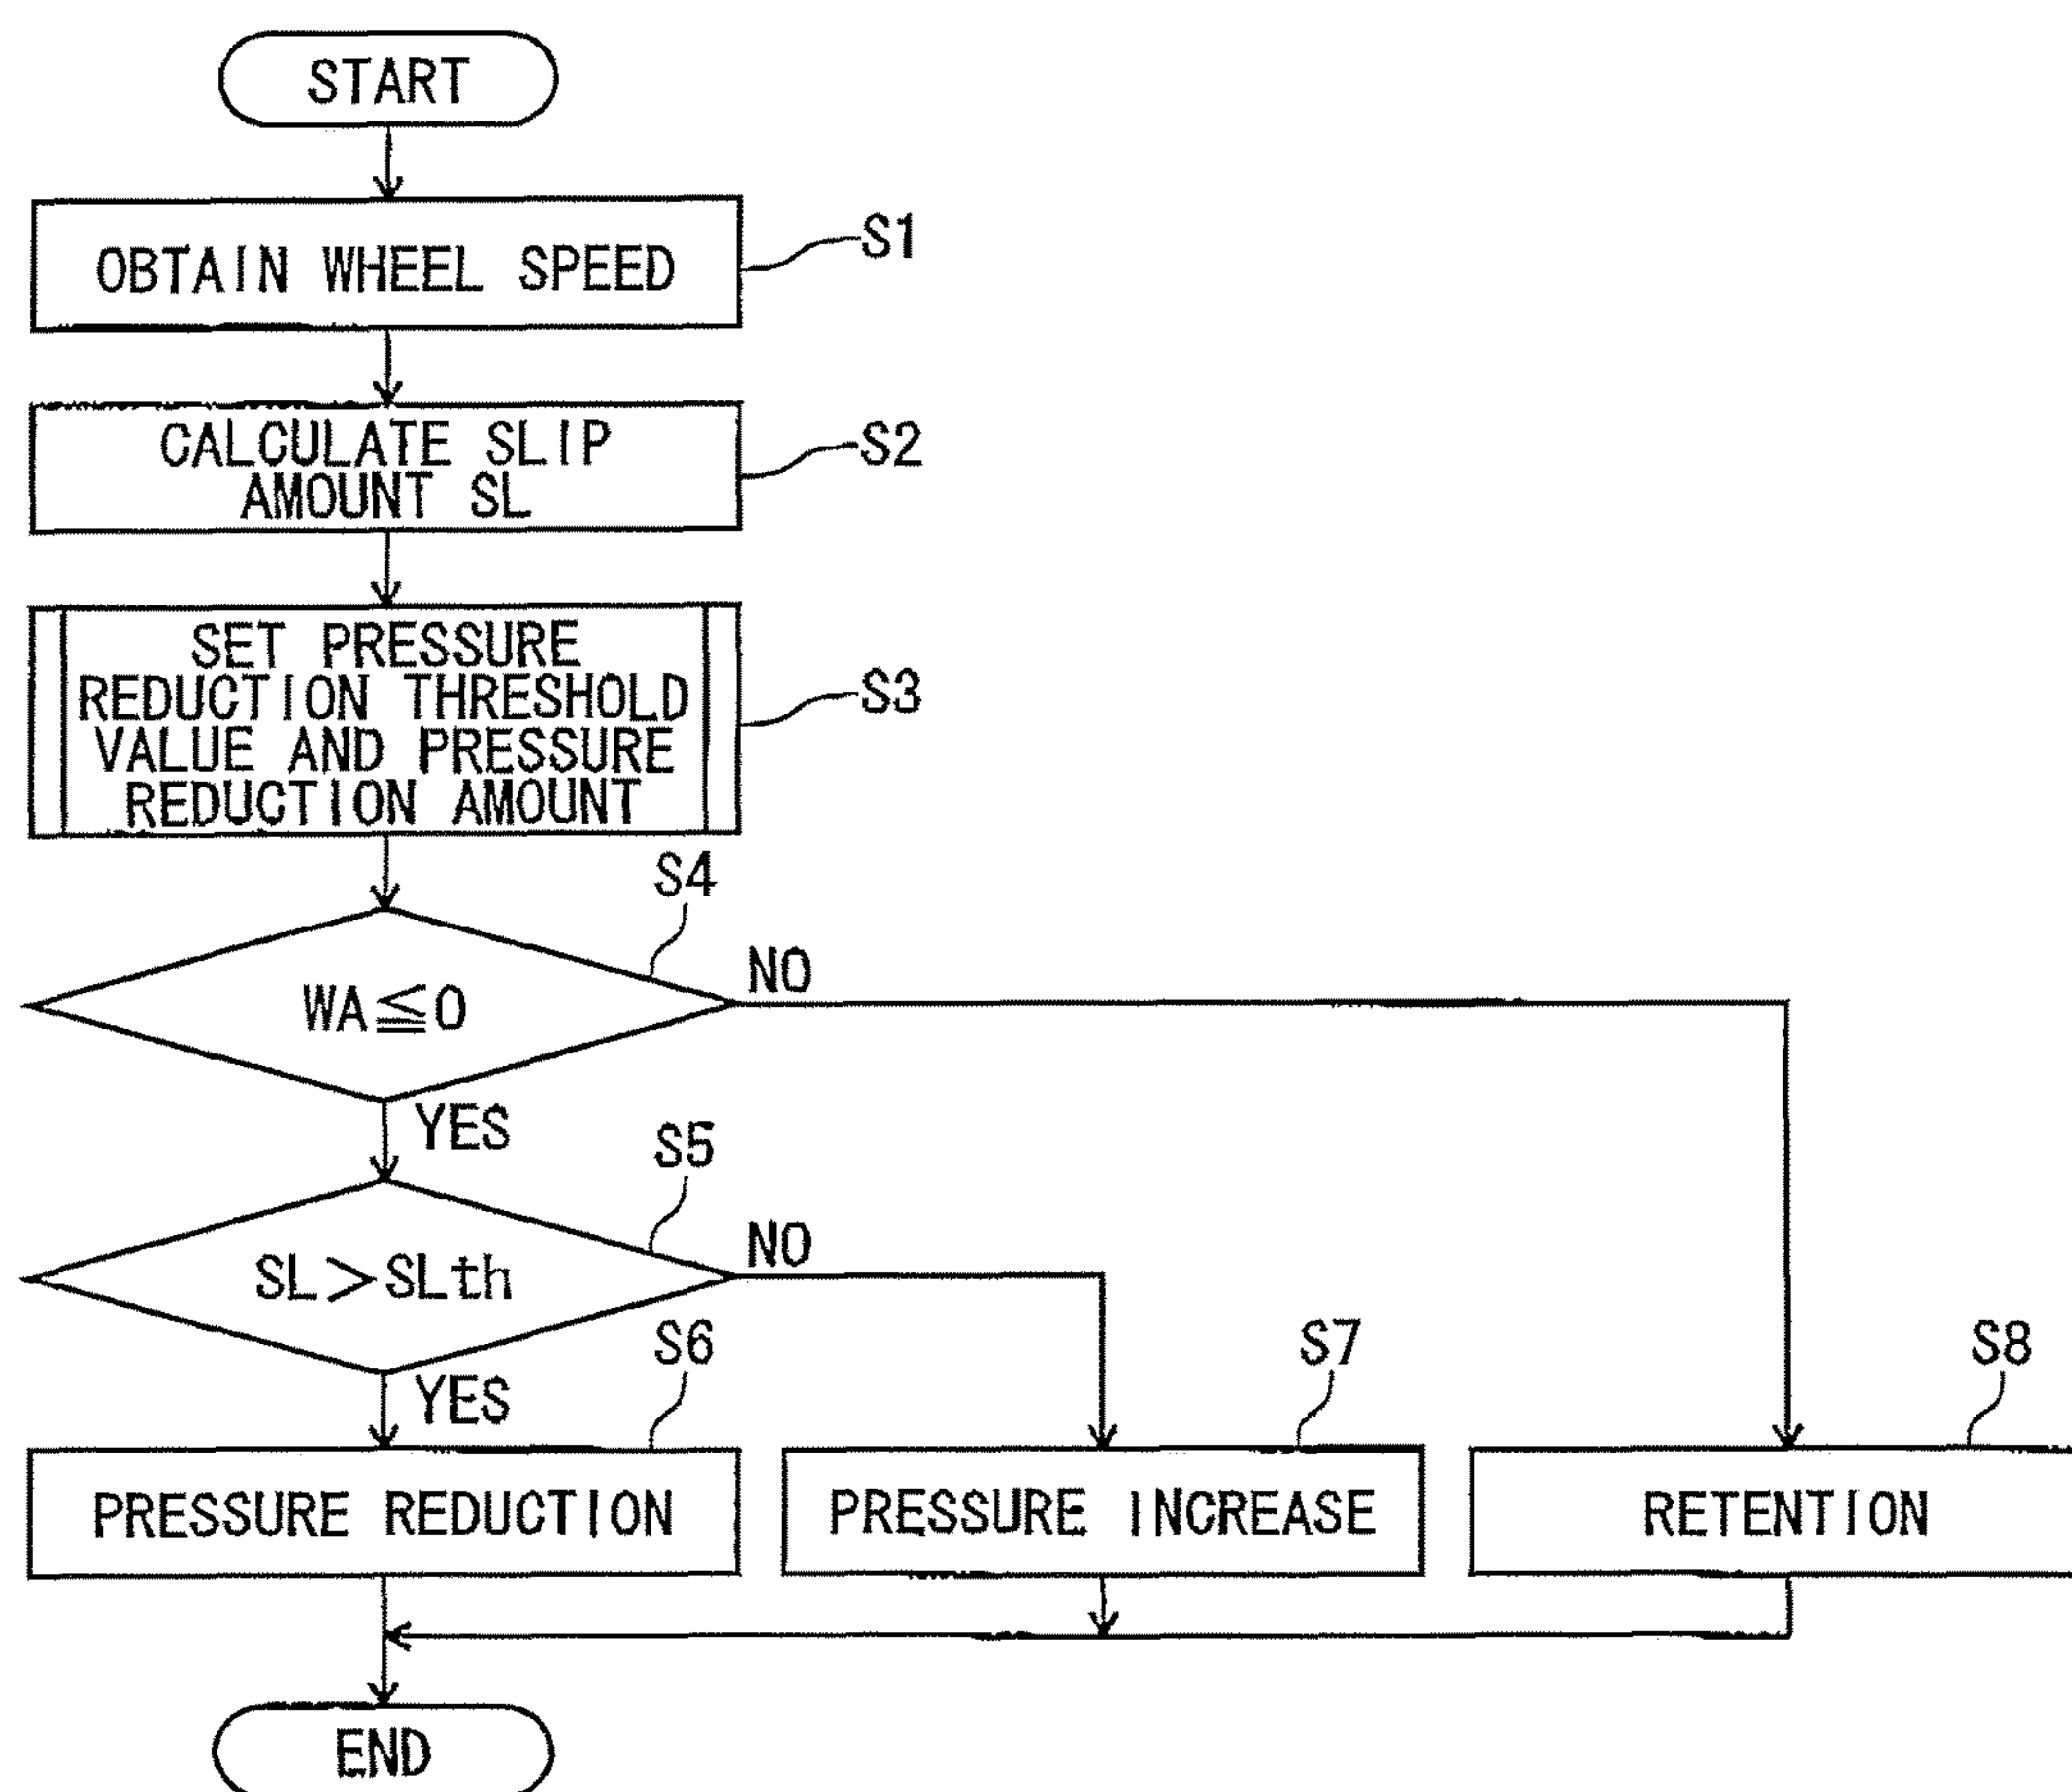 START
OBTAIN WHEEL SPEED
S1
CALCULATE SLIP
AMOUNT SL
S2
SET PRESSURE
REDUCTION THRESHOLD
VALUE AND PRESSURE
REDUCTION AMOUNT
S3
S4
WA≦0
NO
YES
S5
SL>SLth
NO
YES
S6
PRESSURE REDUCTION
S7
PRESSURE INCREASE
S8
RETENTION
END